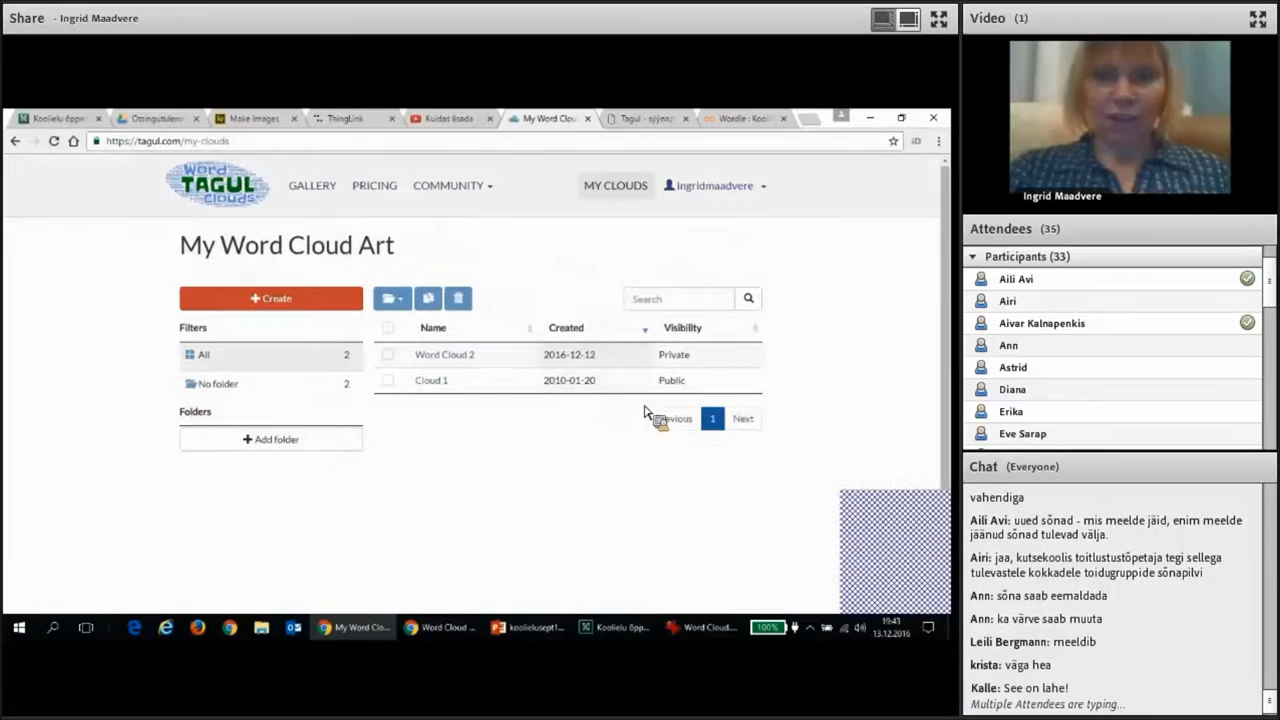 Share - Ingrid Maadvere
Koolielu õppe
Otsingutulem
Make Images
ThingLink
Kuidas lisada
My Word Clou
Tagul - sýýnaç
Wordle : Kooli
https://tagul.com/my-clouds
Word
TAGUL
Clouds
GALLERY
PRICING
COMMUNITY
MY CLOUDS
ingridmaadvere
My Word Cloud Art
+ Create
Search
Filters
Name
Created
Visibility
All
2
Word Cloud 2
2016-12-12
Private
No folder
2
Cloud 1
2010-01-20
Public
Folders
evious
1
Next
+ Add folder
My Word Clo...
Word Cloud ...
koolielusept1...
Koolielu õpp...
Word Cloud...
100%
19:43
13.12.2016
Video (1)
Ingrid Maadvere
Attendees (35)
Participants (33)
Aili Avi
Airi
Aivar Kalnapenkis
Ann
Astrid
Diana
Erika
Eve Sarap
Chat (Everyone)
vahendiga
Aili Avi: uued sõnad - mis meelde jäid, enim meelde
jäänud sõnad tulevad välja.
Airi: jaa, kutsekoolis toitlustustõpetaja tegi sellega
tulevastele kokkadele toidugruppide sõnapilvi
Ann: sõna saab eemaldada
Ann: ka värve saab muuta
Leili Bergmann: meeldib
krista: väga hea
Kalle: See on lahe!
Multiple Attendees are typing...